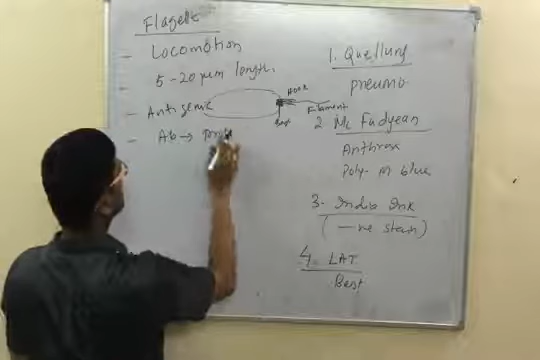 Flagella
- Locomotion
- 5-20 μm length
- Antigenic
Hook
Filament
- Ab →
1. Quellung
Pneumo
2 Mc Fadyean
Anthrax
Poly- m blue
3. India Ink
(-ve stain)
4. LAT
Best